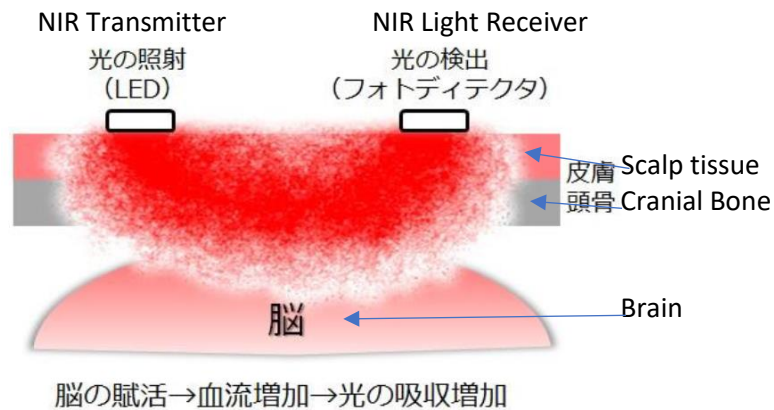 NIR Transmitter
NIR Light Receiver
光の照射
（LED）
光の検出
（フォトディテクタ）
Scalp tissue
皮膚
頭骨
Cranial Bone
脳
Brain
脳の賦活→血流増加→光の吸収増加